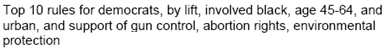 Top 10 rules for democrats, by lift, involved black, age 45-64, and
urban, and support of gun control, abortion rights, environmental
protection